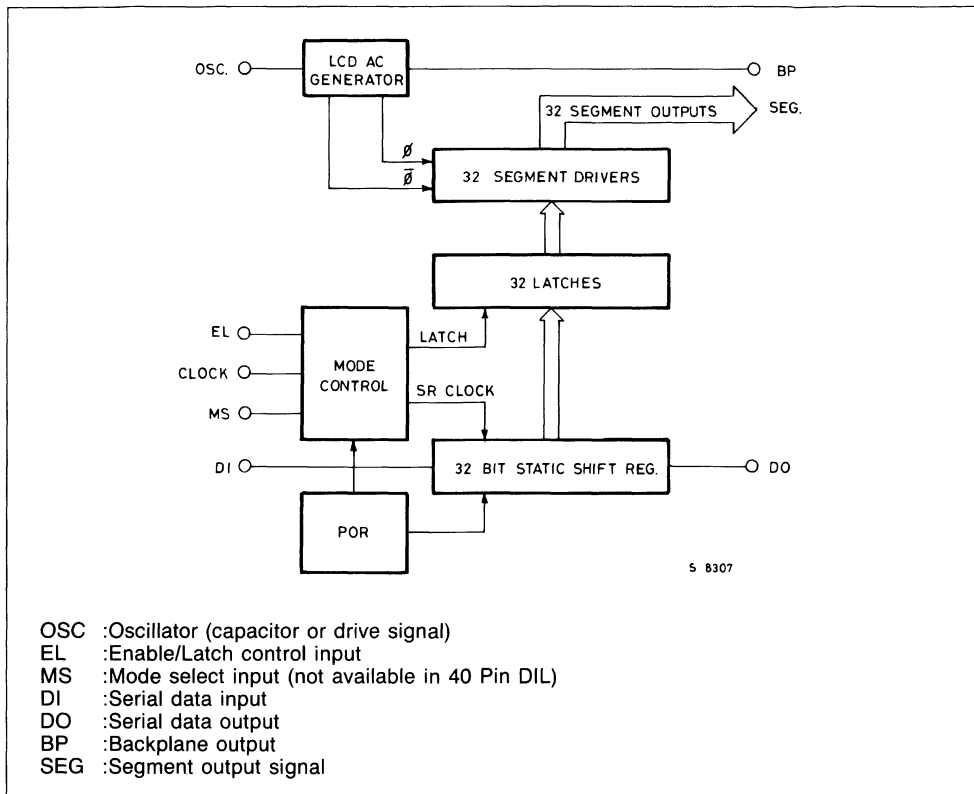 OSC.
LCD AC
GENERATOR
BP
32 SEGMENT OUTPUTS
SEG.
ø
ø̅
32 SEGMENT DRIVERS
32 LATCHES
EL
CLOCK
MS
MODE
CONTROL
LATCH
SR CLOCK
DI
32 BIT STATIC SHIFT REG.
DO
POR
S 8307
OSC :Oscillator (capacitor or drive signal)
EL :Enable/Latch control input
MS :Mode select input (not available in 40 Pin DIL)
DI :Serial data input
DO :Serial data output
BP :Backplane output
SEG :Segment output signal